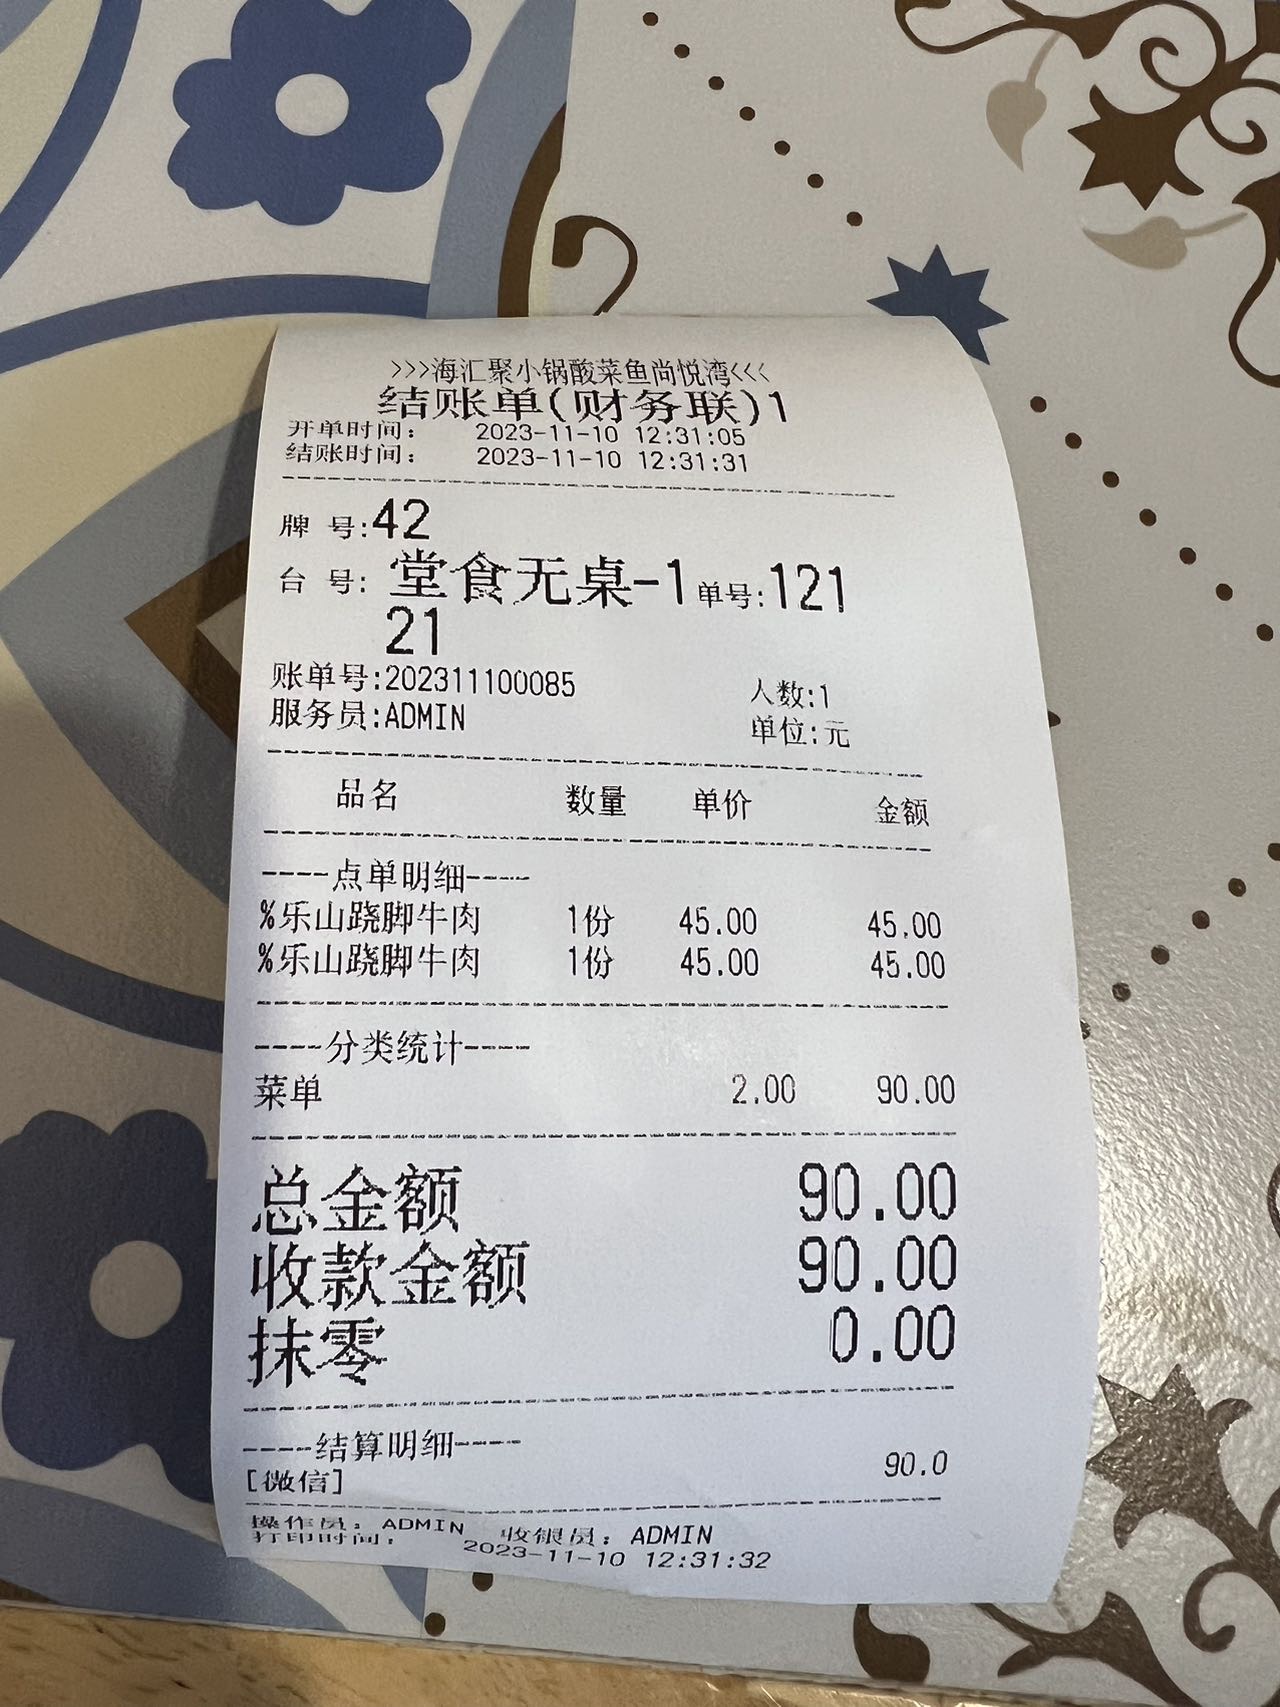 >>>海汇聚小锅酸菜鱼尚悦湾<<<
结账单(财务联)1
开单时间： 2023-11-10 12:31:05
结账时间： 2023-11-10 12:31:31
牌 号:42
台 号: 堂食无桌-1 单号:121
21
账单号:202311100085 人数:1
服务员:ADMIN 单位:元
品名 数量 单价 金额
----点单明细----
%乐山跷脚牛肉 1份 45.00 45.00
%乐山跷脚牛肉 1份 45.00 45.00
----分类统计----
菜单 2.00 90.00
总金额 90.00
收款金额 90.00
抹零 0.00
----结算明细----
[微信] 90.0
操作员：ADMIN 收银员：ADMIN
打印时间： 2023-11-10 12:31:32